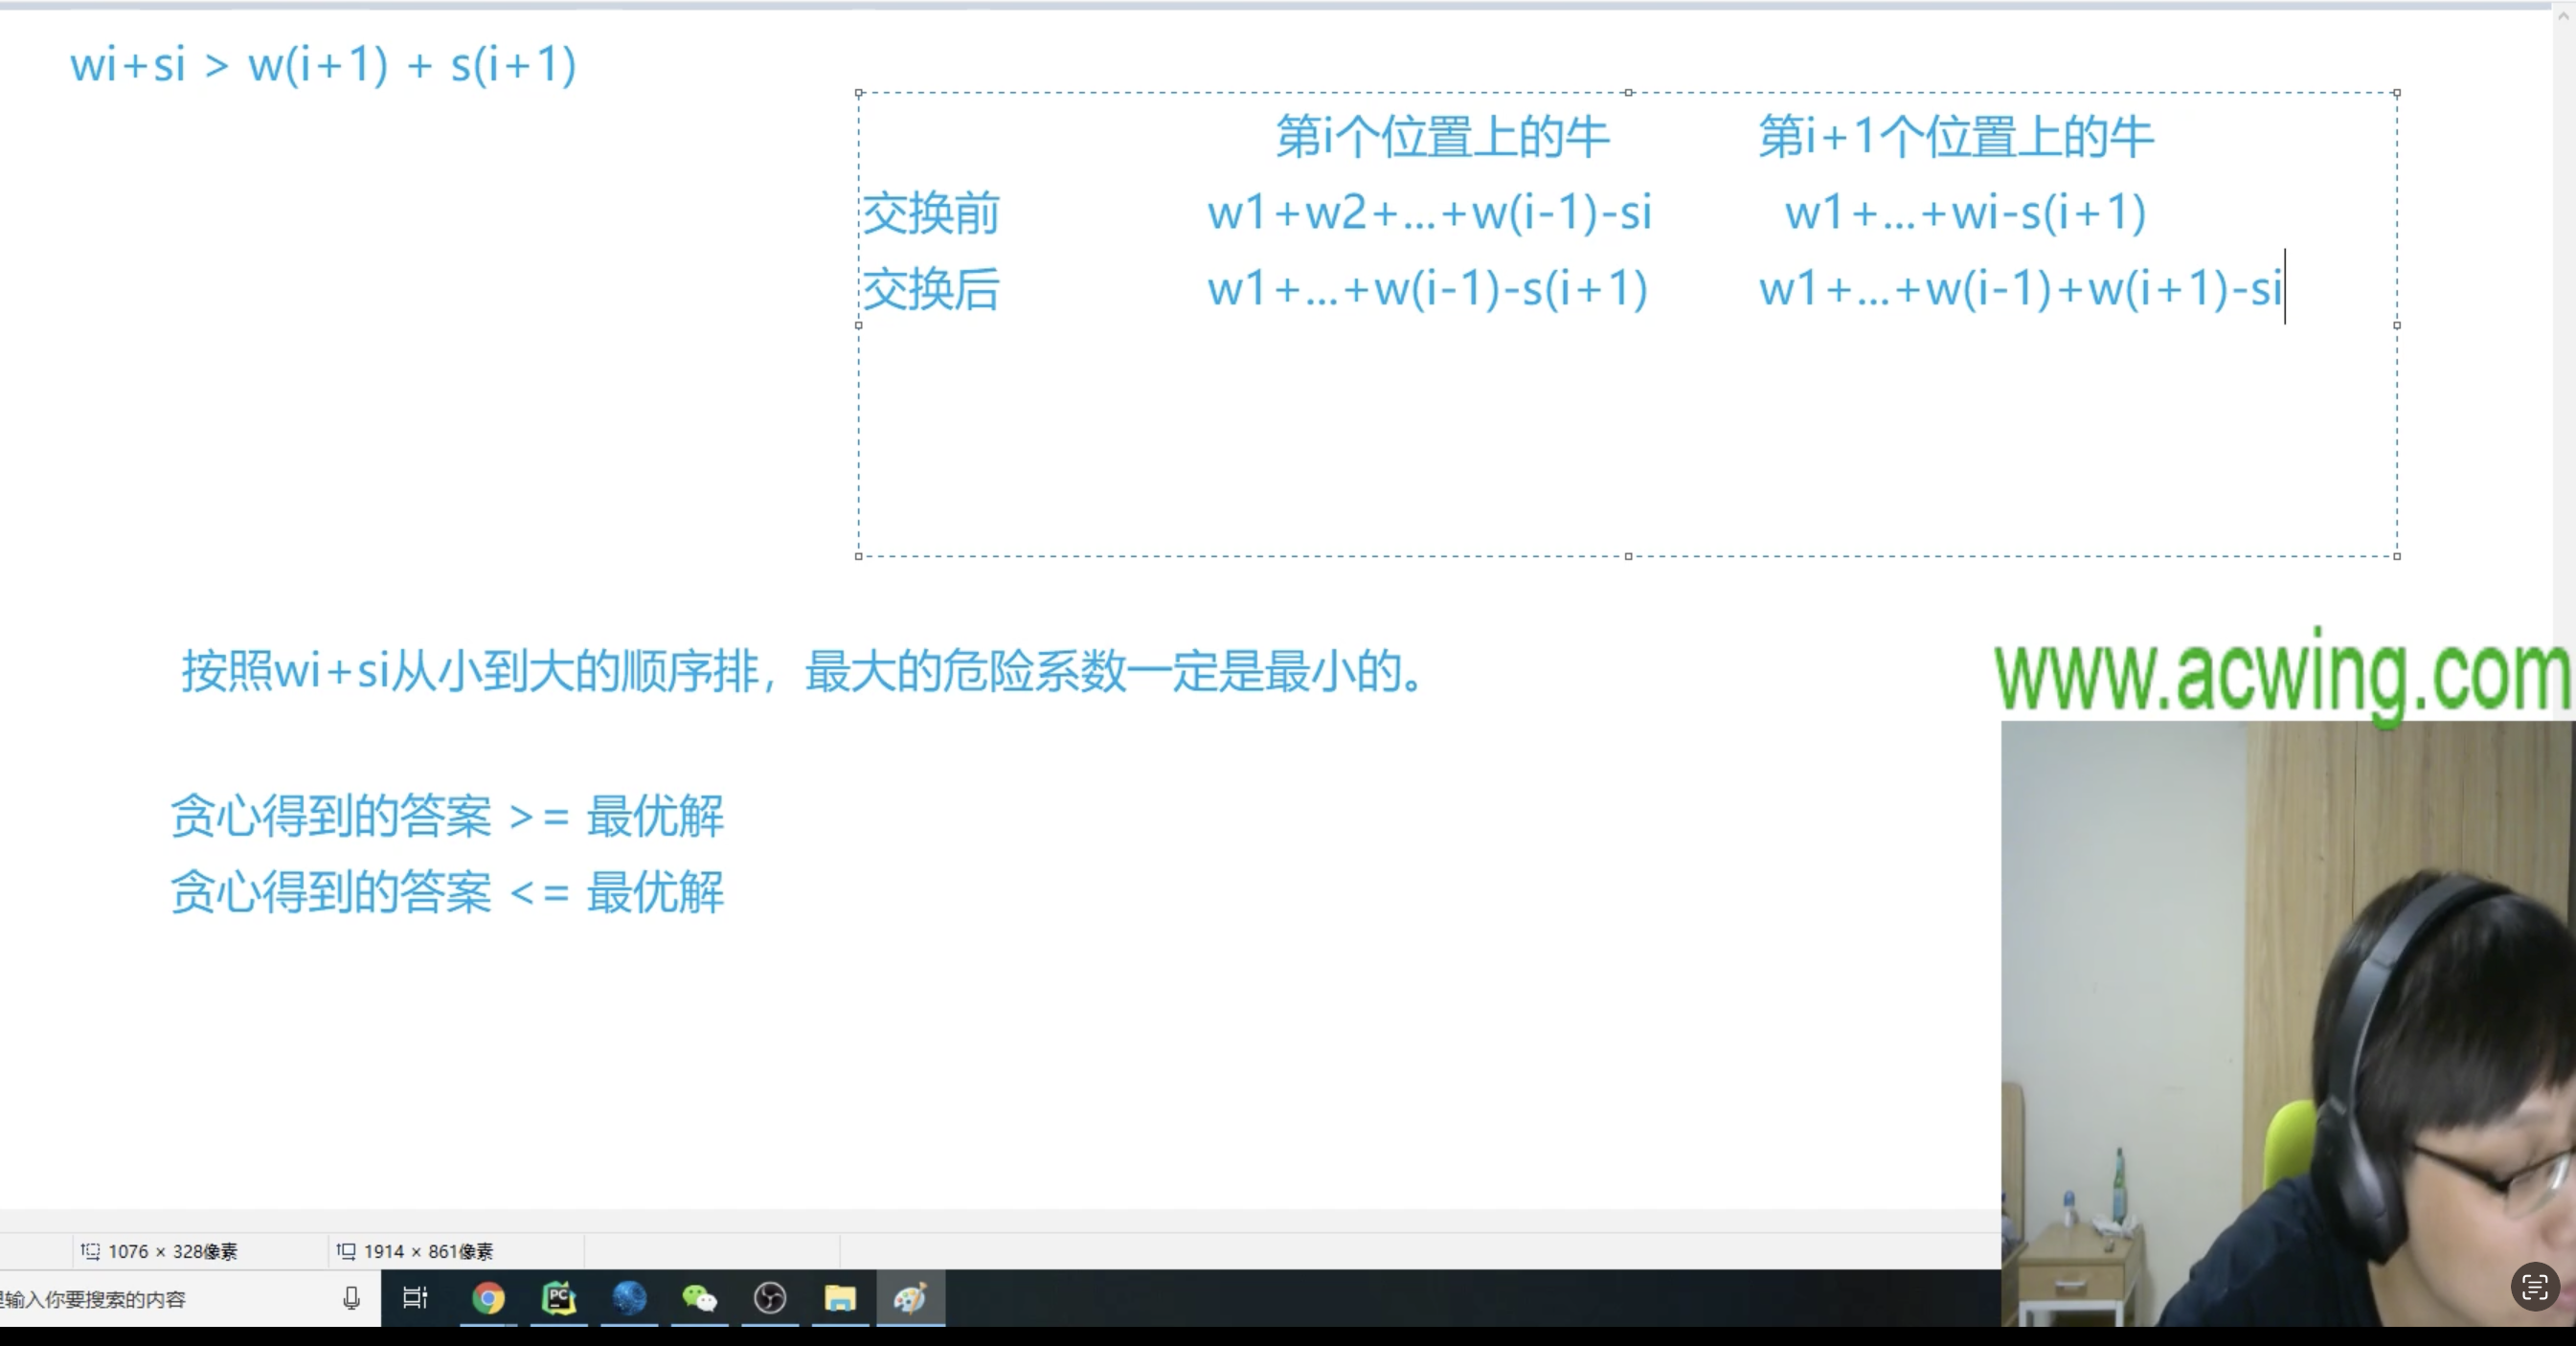 wi+si > w(i+1) + s(i+1)
第i个位置上的牛 第i+1个位置上的牛
交换前 w1+w2+...+w(i-1)-si w1+...+wi-s(i+1)
交换后 w1+...+w(i-1)-s(i+1) w1+...+w(i-1)+w(i+1)-si
按照wi+si从小到大的顺序排，最大的危险系数一定是最小的。
www.acwing.com
贪心得到的答案 >= 最优解
贪心得到的答案 <= 最优解
1076 × 328像素 1914 × 861像素
输入你要搜索的内容
PC